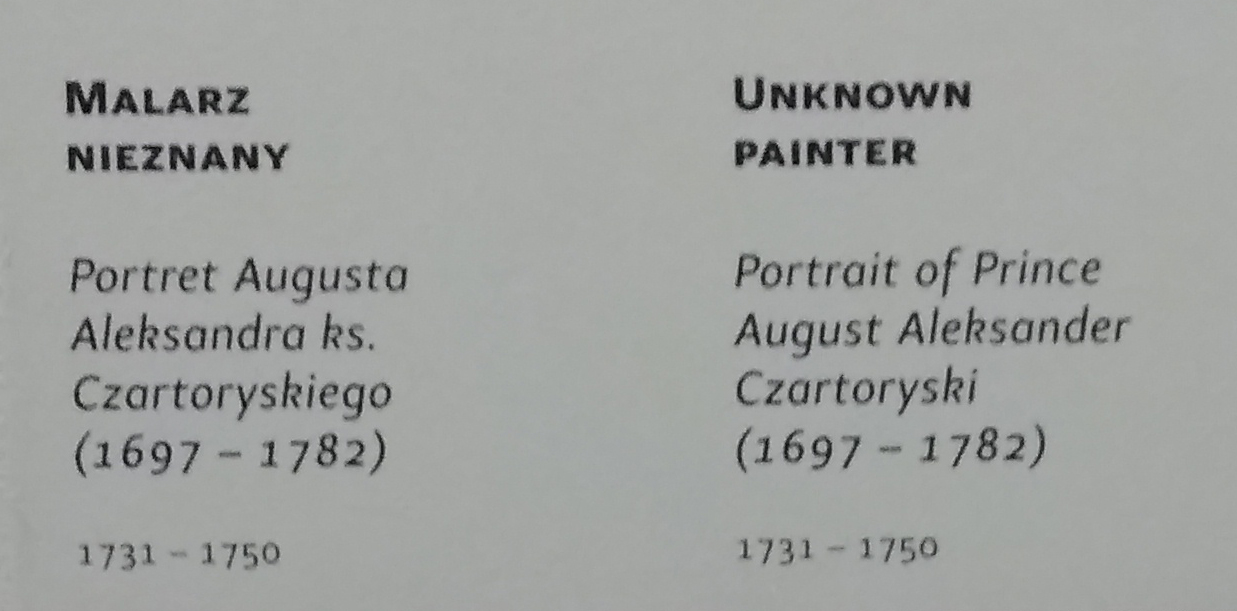 Malarz
nieznany
Portret Augusta
Aleksandra ks.
Czartoryskiego
(1697 – 1782)
1731 – 1750
Unknown
painter
Portrait of Prince
August Aleksander
Czartoryski
(1697 – 1782)
1731 – 1750